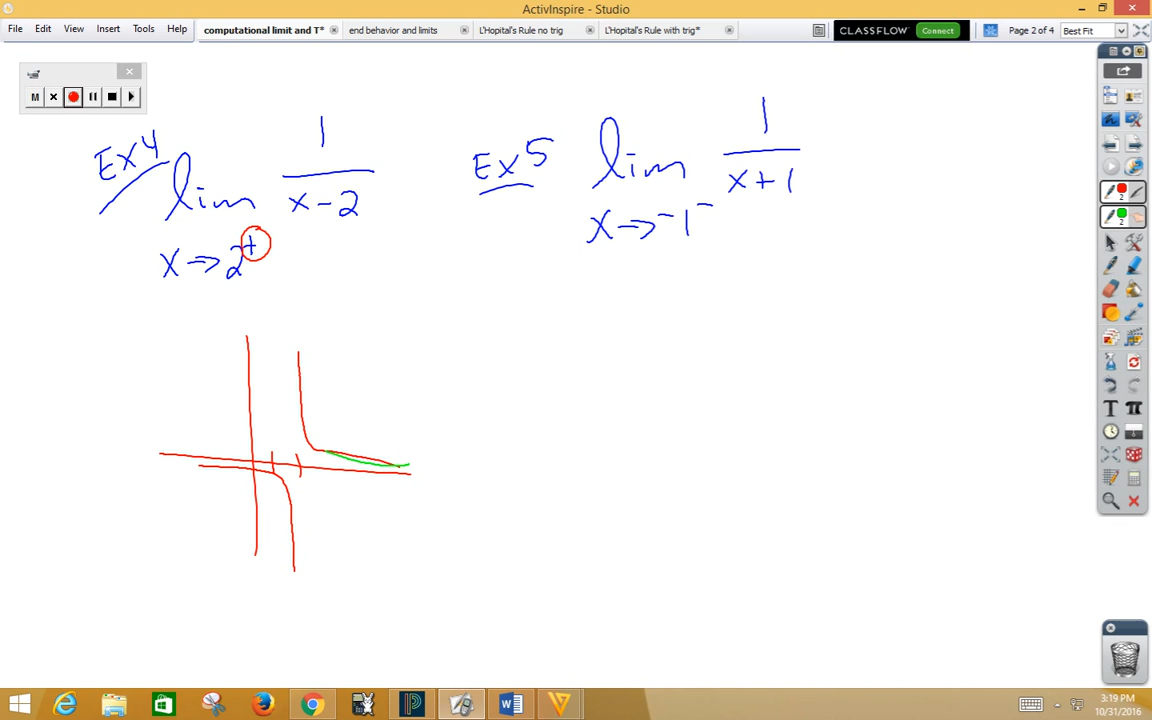 ActivInspire - Studio
File Edit View Insert Tools Help
computational limit and T* end behavior and limits L'Hopital's Rule no trig L'Hopital's Rule with trig* CLASSFLOW Connect Page 2 of 4 Best Fit
M
2
2
Ex 4 lim 1/(x-2)
x→2⁺
Ex 5 lim 1/(x+1)
x→⁻1⁻
T π
3:19 PM
10/31/2016